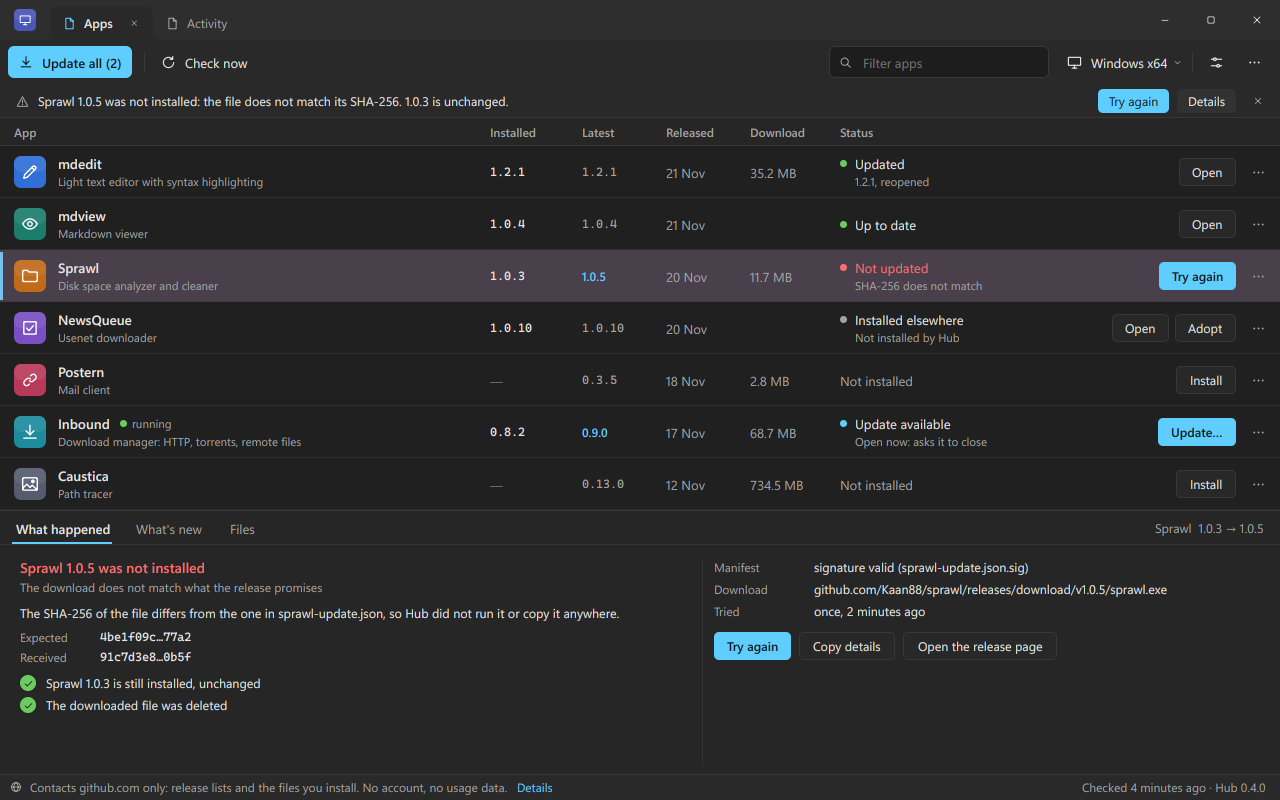 Apps
Activity
Update all (2)
Check now
Filter apps
Windows x64
Sprawl 1.0.5 was not installed: the file does not match its SHA-256. 1.0.3 is unchanged.
Try again
Details
App Installed Latest Released Download Status
mdedit
Light text editor with syntax highlighting
1.2.1 1.2.1 21 Nov 35.2 MB
Updated
1.2.1, reopened
Open
mdview
Markdown viewer
1.0.4 1.0.4 21 Nov
Up to date
Open
Sprawl
Disk space analyzer and cleaner
1.0.3 1.0.5 20 Nov 11.7 MB
Not updated
SHA-256 does not match
Try again
NewsQueue
Usenet downloader
1.0.10 1.0.10 20 Nov
Installed elsewhere
Not installed by Hub
Open
Adopt
Postern
Mail client
— 0.3.5 18 Nov 2.8 MB
Not installed
Install
Inbound running
Download manager: HTTP, torrents, remote files
0.8.2 0.9.0 17 Nov 68.7 MB
Update available
Open now: asks it to close
Update...
Caustica
Path tracer
— 0.13.0 12 Nov 734.5 MB
Not installed
Install
What happened
What's new
Files
Sprawl 1.0.3 → 1.0.5
Sprawl 1.0.5 was not installed
The download does not match what the release promises
The SHA-256 of the file differs from the one in sprawl-update.json, so Hub did not run it or copy it anywhere.
Expected 4be1f09c…77a2
Received 91c7d3e8…0b5f
Sprawl 1.0.3 is still installed, unchanged
The downloaded file was deleted
Manifest signature valid (sprawl-update.json.sig)
Download github.com/Kaan88/sprawl/releases/download/v1.0.5/sprawl.exe
Tried once, 2 minutes ago
Try again
Copy details
Open the release page
Contacts github.com only: release lists and the files you install. No account, no usage data. Details
Checked 4 minutes ago · Hub 0.4.0